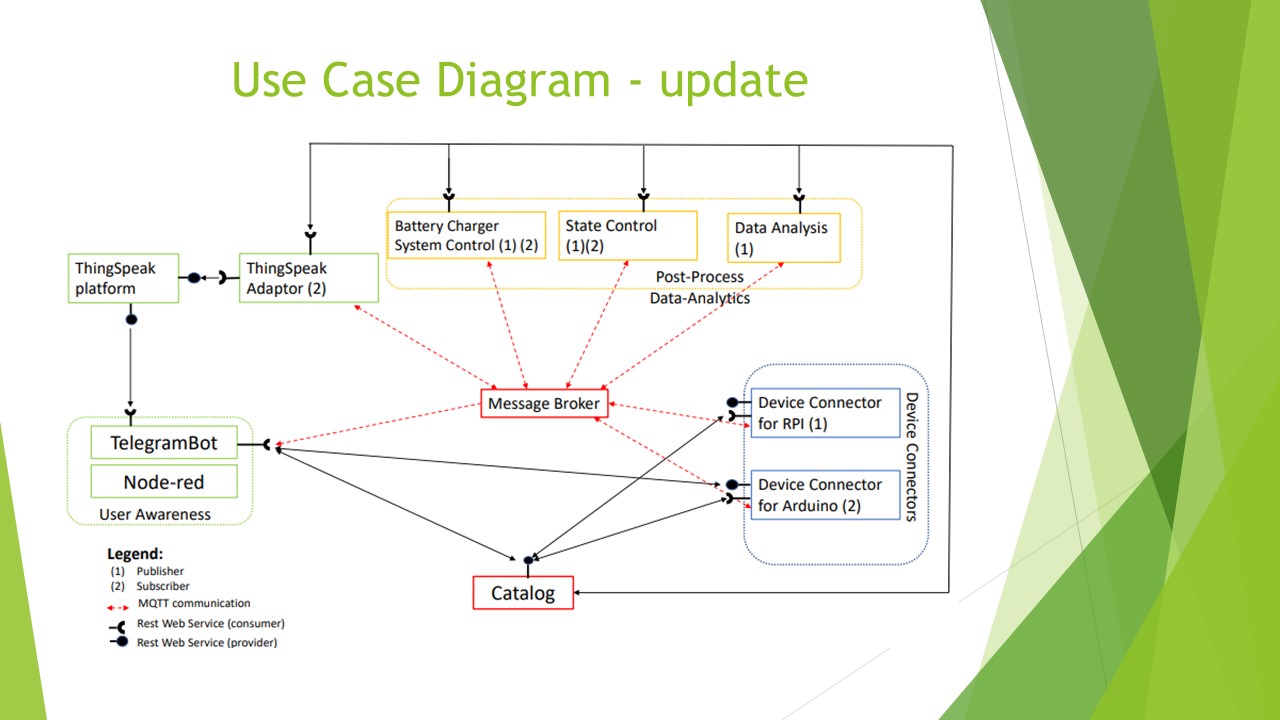 Use Case Diagram - update
Battery Charger
System Control (1) (2)
State Control
(1)(2)
Data Analysis
(1)
Post-Process
Data-Analytics
ThingSpeak
platform
ThingSpeak
Adaptor (2)
Message Broker
Device Connector
for RPI (1)
Device Connector
for Arduino (2)
Device Connectors
TelegramBot
Node-red
User Awareness
Catalog
Legend:
(1) Publisher
(2) Subscriber
MQTT communication
Rest Web Service (consumer)
Rest Web Service (provider)